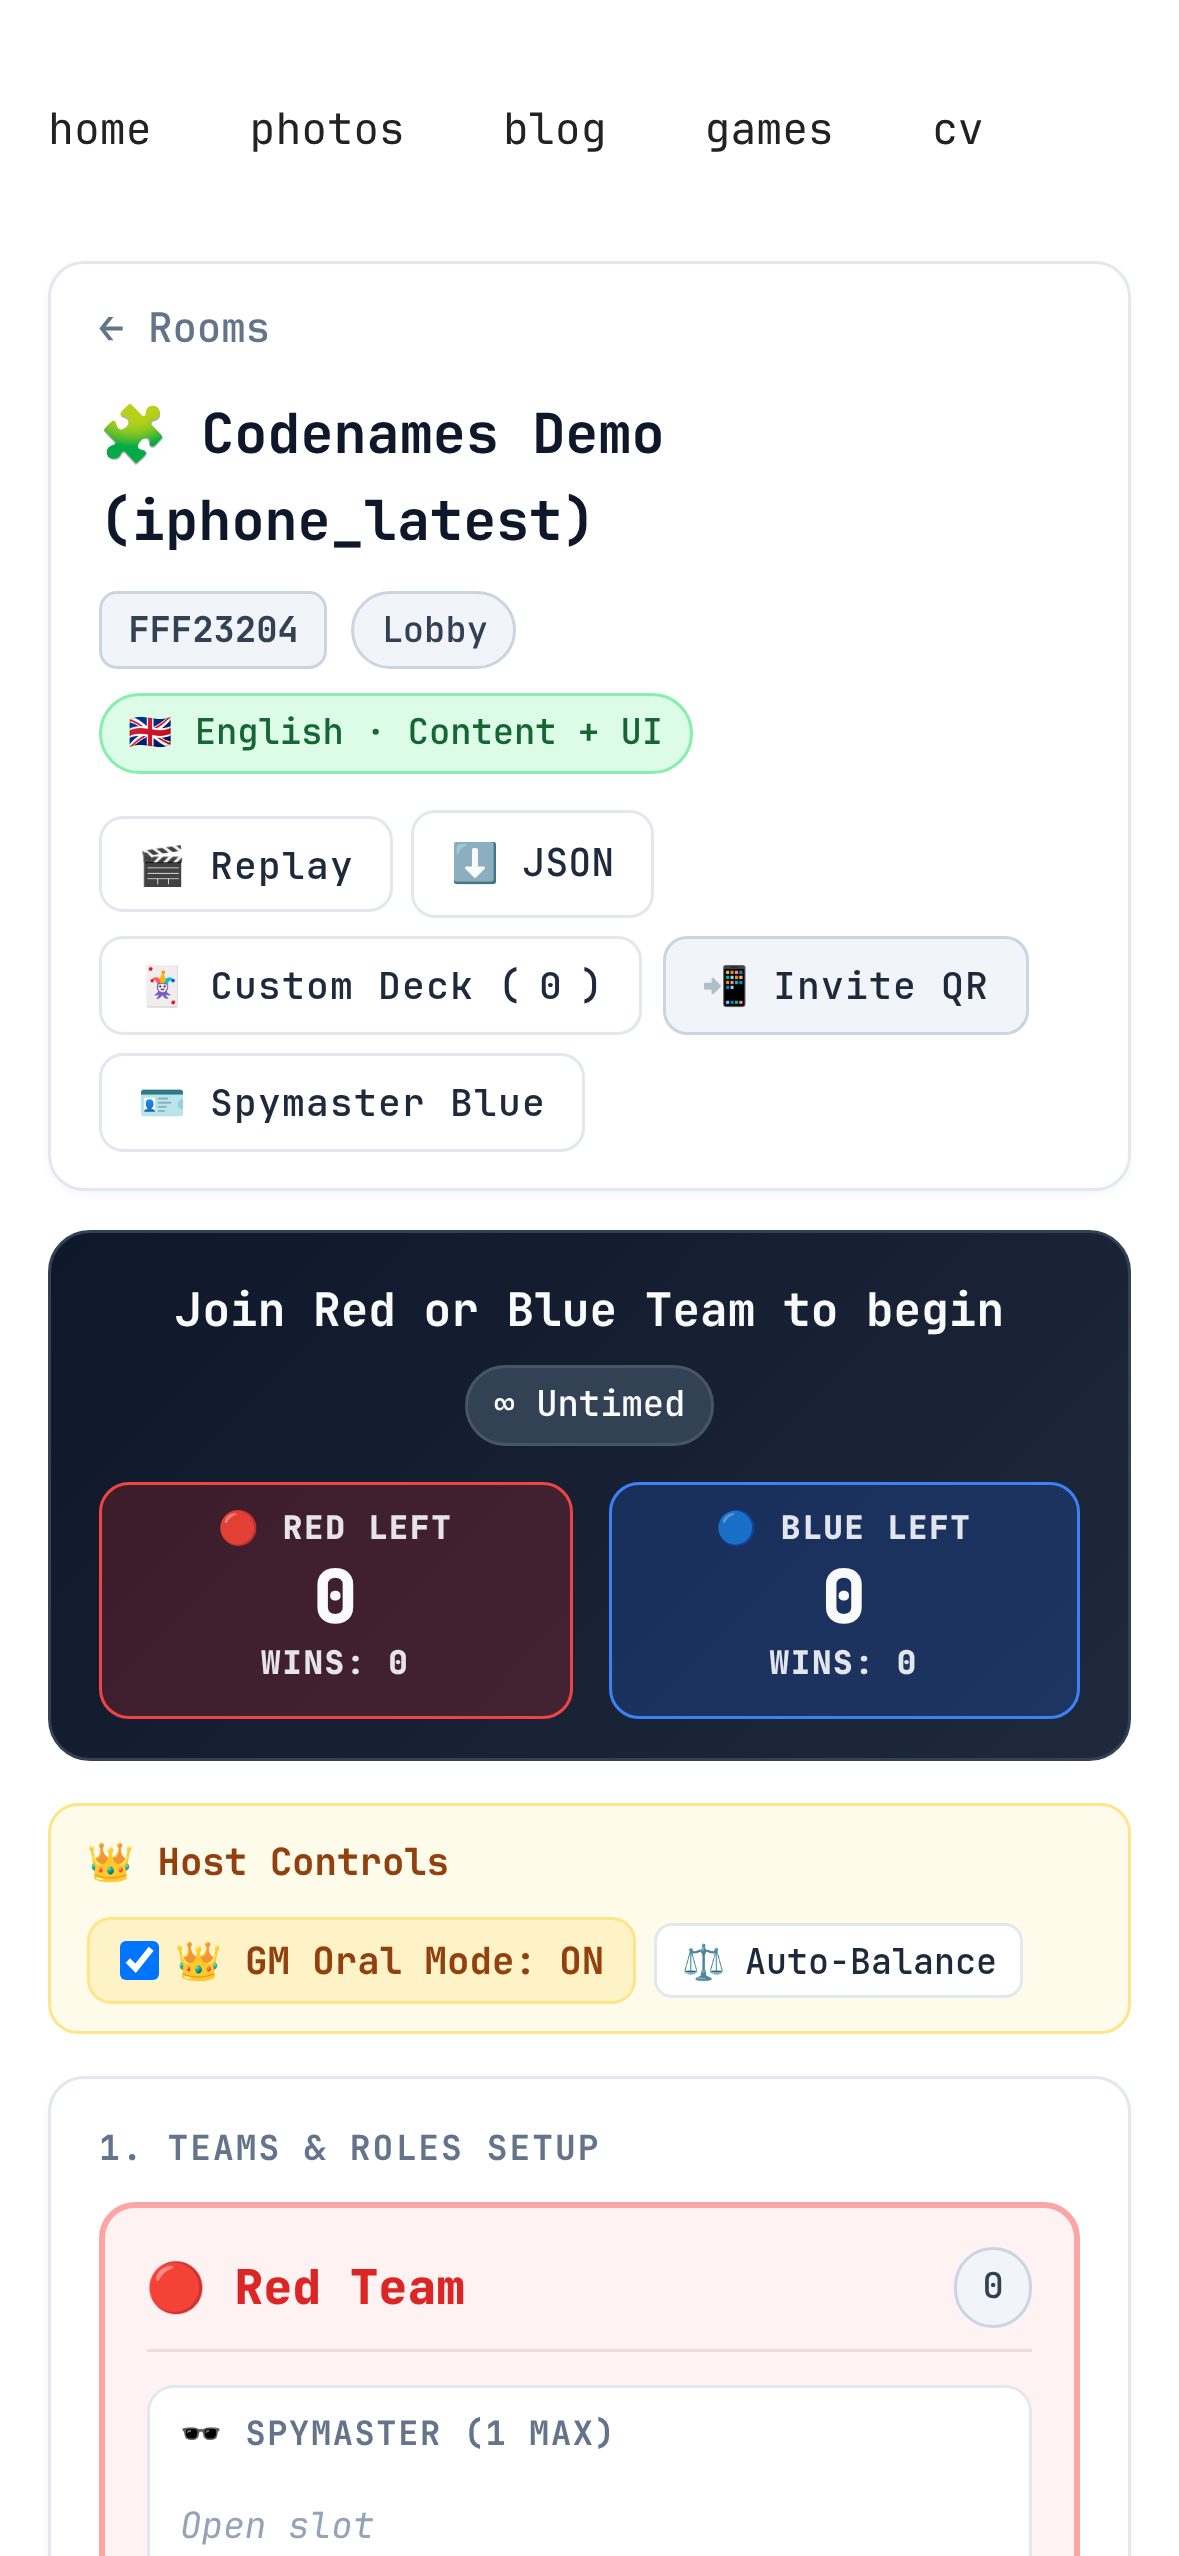 home photos blog games cv
← Rooms
🧩 Codenames Demo
(iphone_latest)
FFF23204 Lobby
🇬🇧 English · Content + UI
🎬 Replay ⬇️ JSON
🃏 Custom Deck ( 0 ) 📲 Invite QR
🪪 Spymaster Blue
Join Red or Blue Team to begin
∞ Untimed
🔴 RED LEFT
0
WINS: 0
🔵 BLUE LEFT
0
WINS: 0
👑 Host Controls
👑 GM Oral Mode: ON ⚖️ Auto-Balance
1. TEAMS & ROLES SETUP
🔴 Red Team 0
🕶️ SPYMASTER (1 MAX)
Open slot